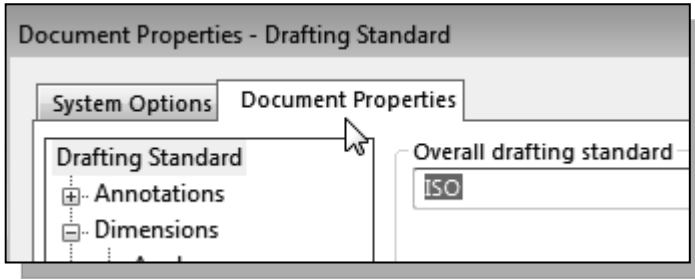 Document Properties - Drafting Standard
System Options Document Properties
Drafting Standard
Overall drafting standard
Annotations
ISO
Dimensions